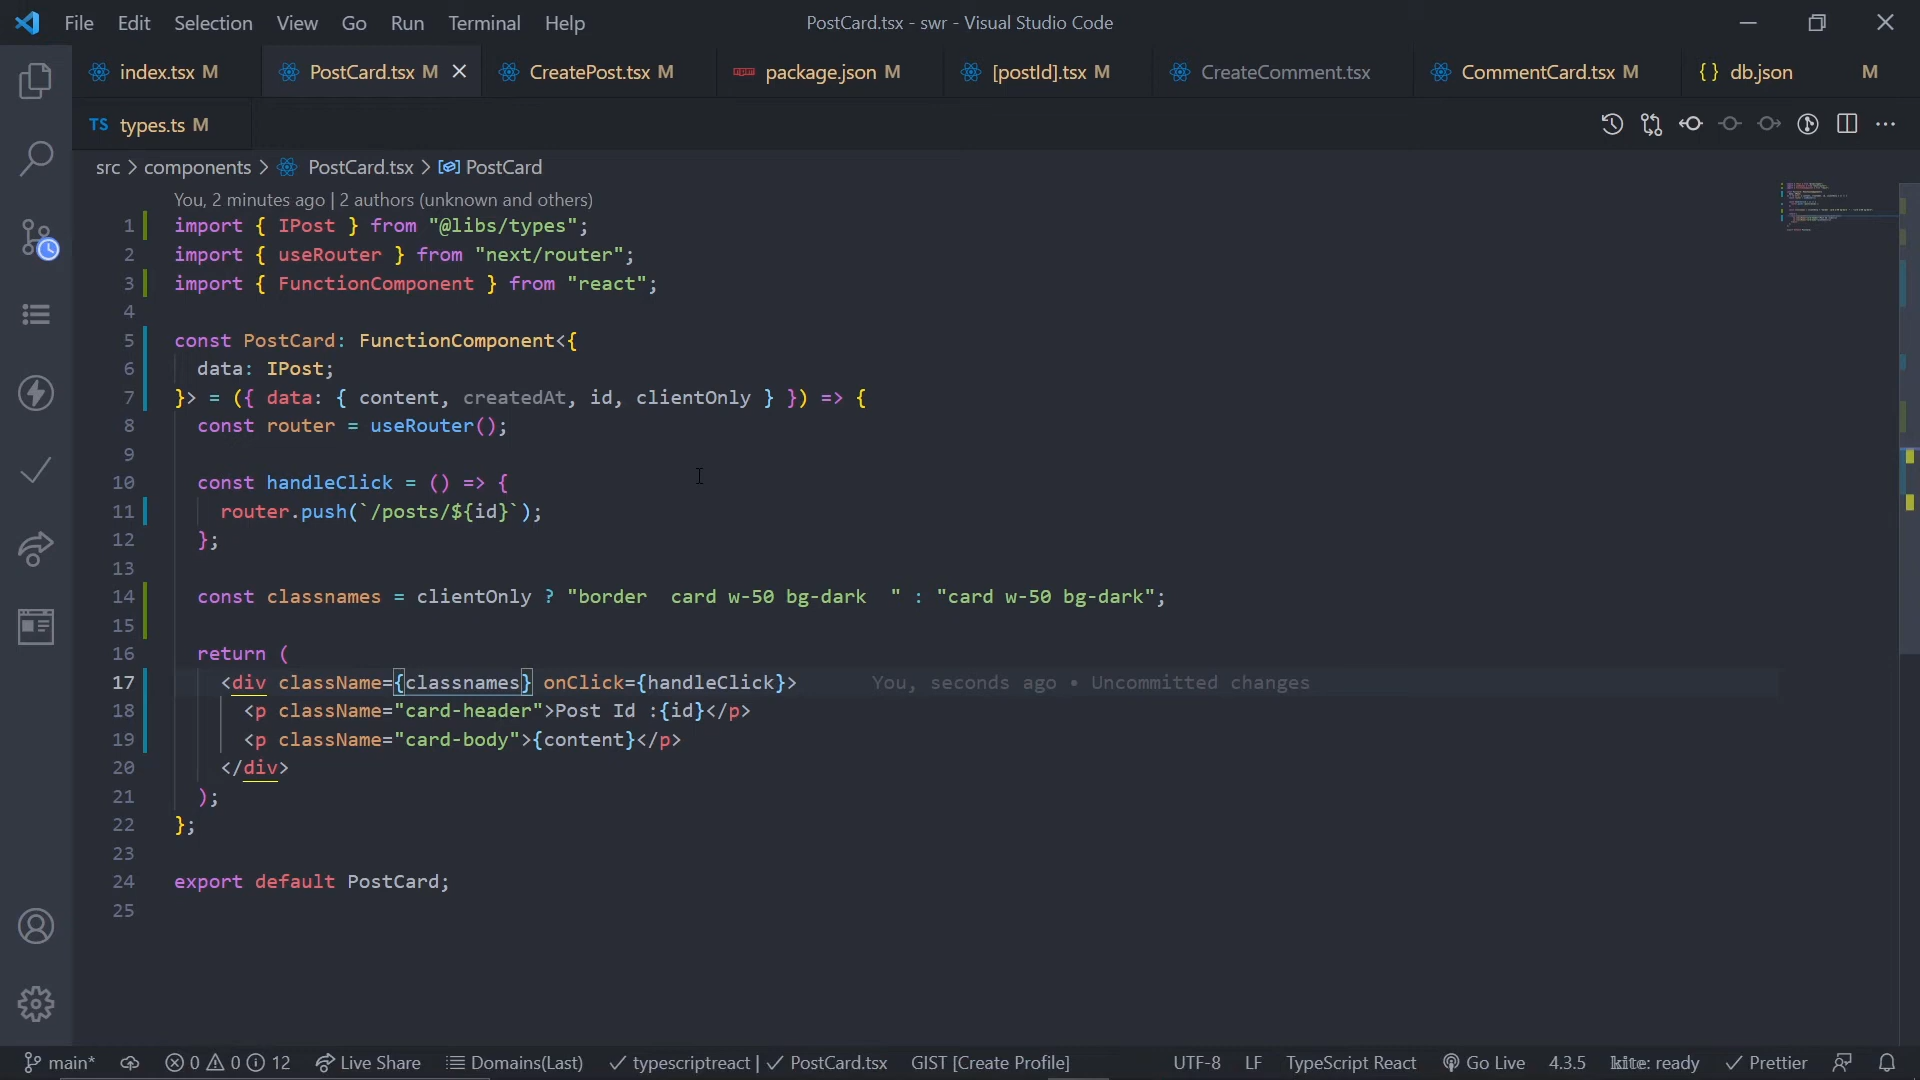 File Edit Selection View Go Run Terminal Help PostCard.tsx - swr - Visual Studio Code
index.tsx M PostCard.tsx M CreatePost.tsx M package.json M [postId].tsx M CreateComment.tsx CommentCard.tsx M {} db.json M
TS types.ts M
src > components > PostCard.tsx > PostCard
You, 2 minutes ago | 2 authors (unknown and others)
1 import { IPost } from "@libs/types";
2 import { useRouter } from "next/router";
3 import { FunctionComponent } from "react";
4
5 const PostCard: FunctionComponent<{
6 data: IPost;
7 }> = ({ data: { content, createdAt, id, clientOnly } }) => {
8 const router = useRouter();
9
10 const handleClick = () => {
11 router.push(`/posts/${id}`);
12 };
13
14 const classnames = clientOnly ? "border  card w-50 bg-dark  " : "card w-50 bg-dark";
15
16 return (
17 <div className={classnames} onClick={handleClick}> You, seconds ago • Uncommitted changes
18 <p className="card-header">Post Id :{id}</p>
19 <p className="card-body">{content}</p>
20 </div>
21 );
22 };
23
24 export default PostCard;
25
main* 0 0 12 Live Share Domains(Last) typescriptreact | PostCard.tsx GIST [Create Profile] UTF-8 LF TypeScript React Go Live 4.3.5 kite: ready Prettier